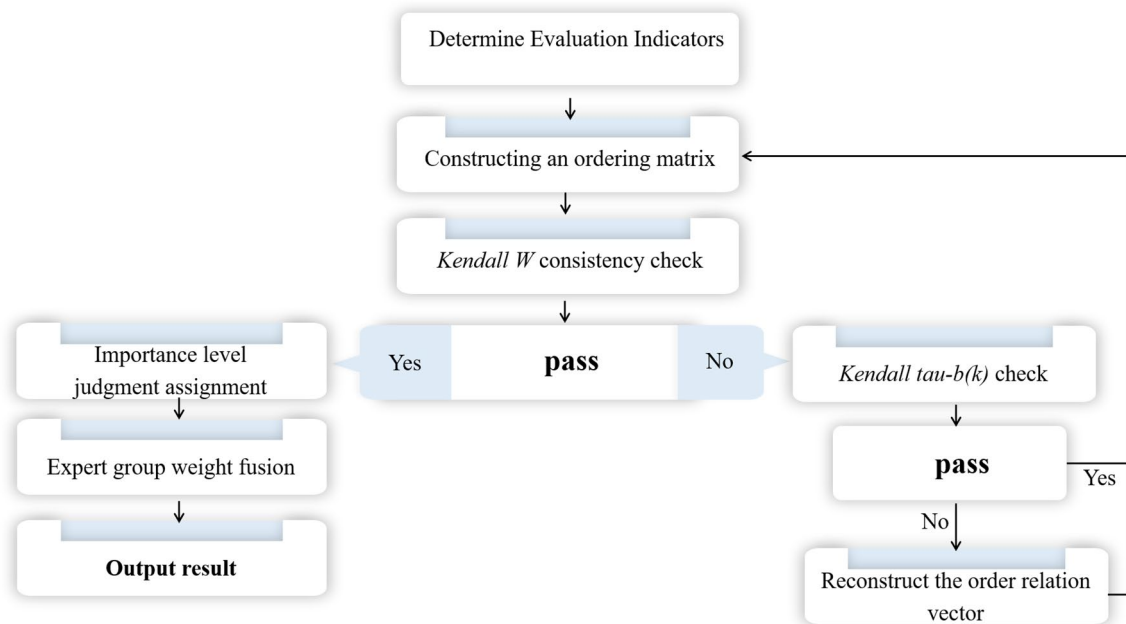 Determine Evaluation Indicators
Constructing an ordering matrix
Kendall W consistency check
Yes
pass
No
Importance level
judgment assignment
Expert group weight fusion
Output result
Kendall tau-b(k) check
pass
Yes
No
Reconstruct the order relation
vector